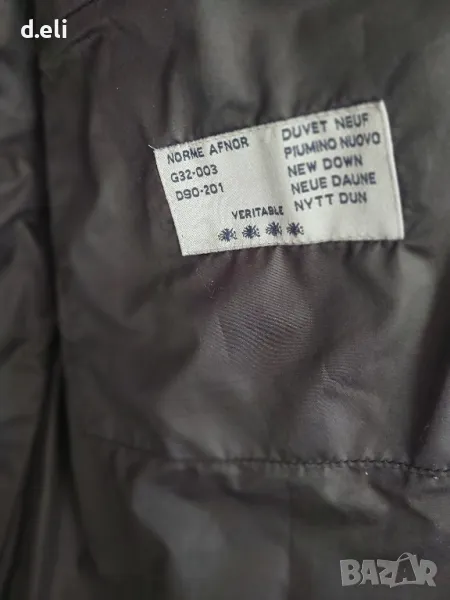 d.eli
NORME AFNOR
G32-003
D90-201
DUVET NEUF
PIUMINO NUOVO
NEW DOWN
NEUE DAUNE
VERITABLE NYTT DUN
BAZAR